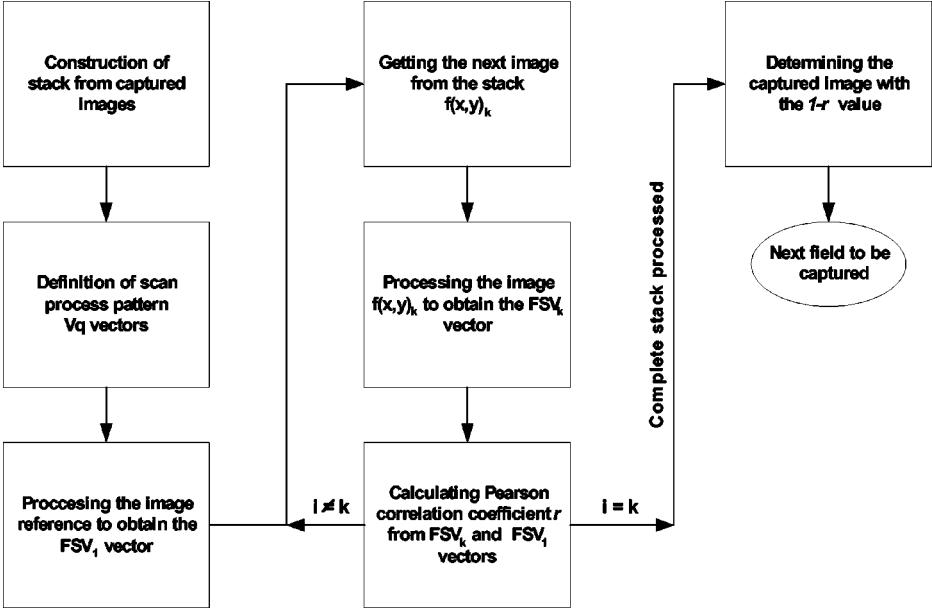 Construction of
stack from captured
images
Definition of scan
process pattern
Vq vectors
Proccesing the image
reference to obtain the
FSV₁ vector
Getting the next image
from the stack
f(x,y)ₖ
Processing the image
f(x,y)ₖ to obtain the FSVₖ
vector
Calculating Pearson
correlation coefficient r
from FSVₖ and FSV₁
vectors
i ≠ k
i = k
Complete stack processed
Determining the
captured image with
the 1-r value
Next field to be
captured